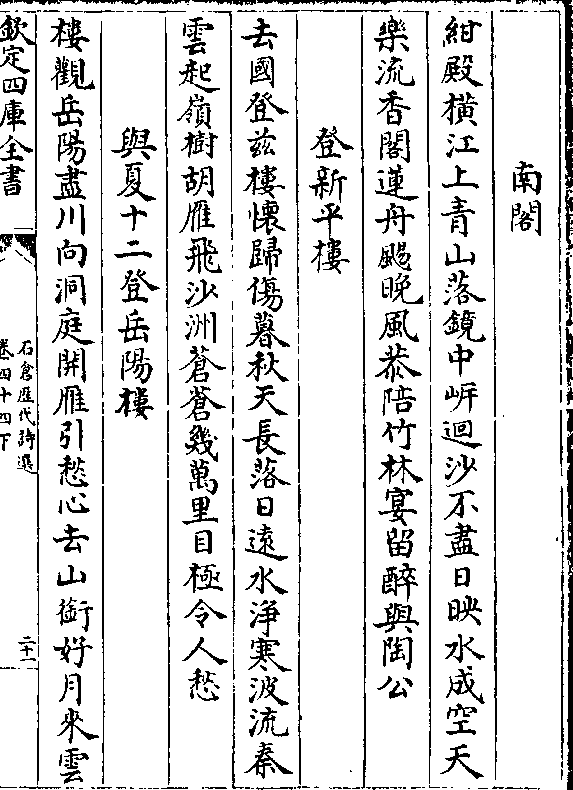 南閣
紺殿横江上青山落鏡中岸迴沙不盡日映水成空天
樂流香閣蓮舟颺晚風恭陪竹林宴留醉與陶公
登新平樓
去國登兹樓懷歸傷暮秋天長落日遠水浄寒波流秦
雲起嶺樹胡雁飛沙洲蒼蒼幾萬里目極令人愁
與夏十二登岳陽樓
樓觀岳陽盡川向洞庭開雁引愁心去山銜好月來雲
欽定四庫全書
石倉歷代詩選
卷四十四下
二十一